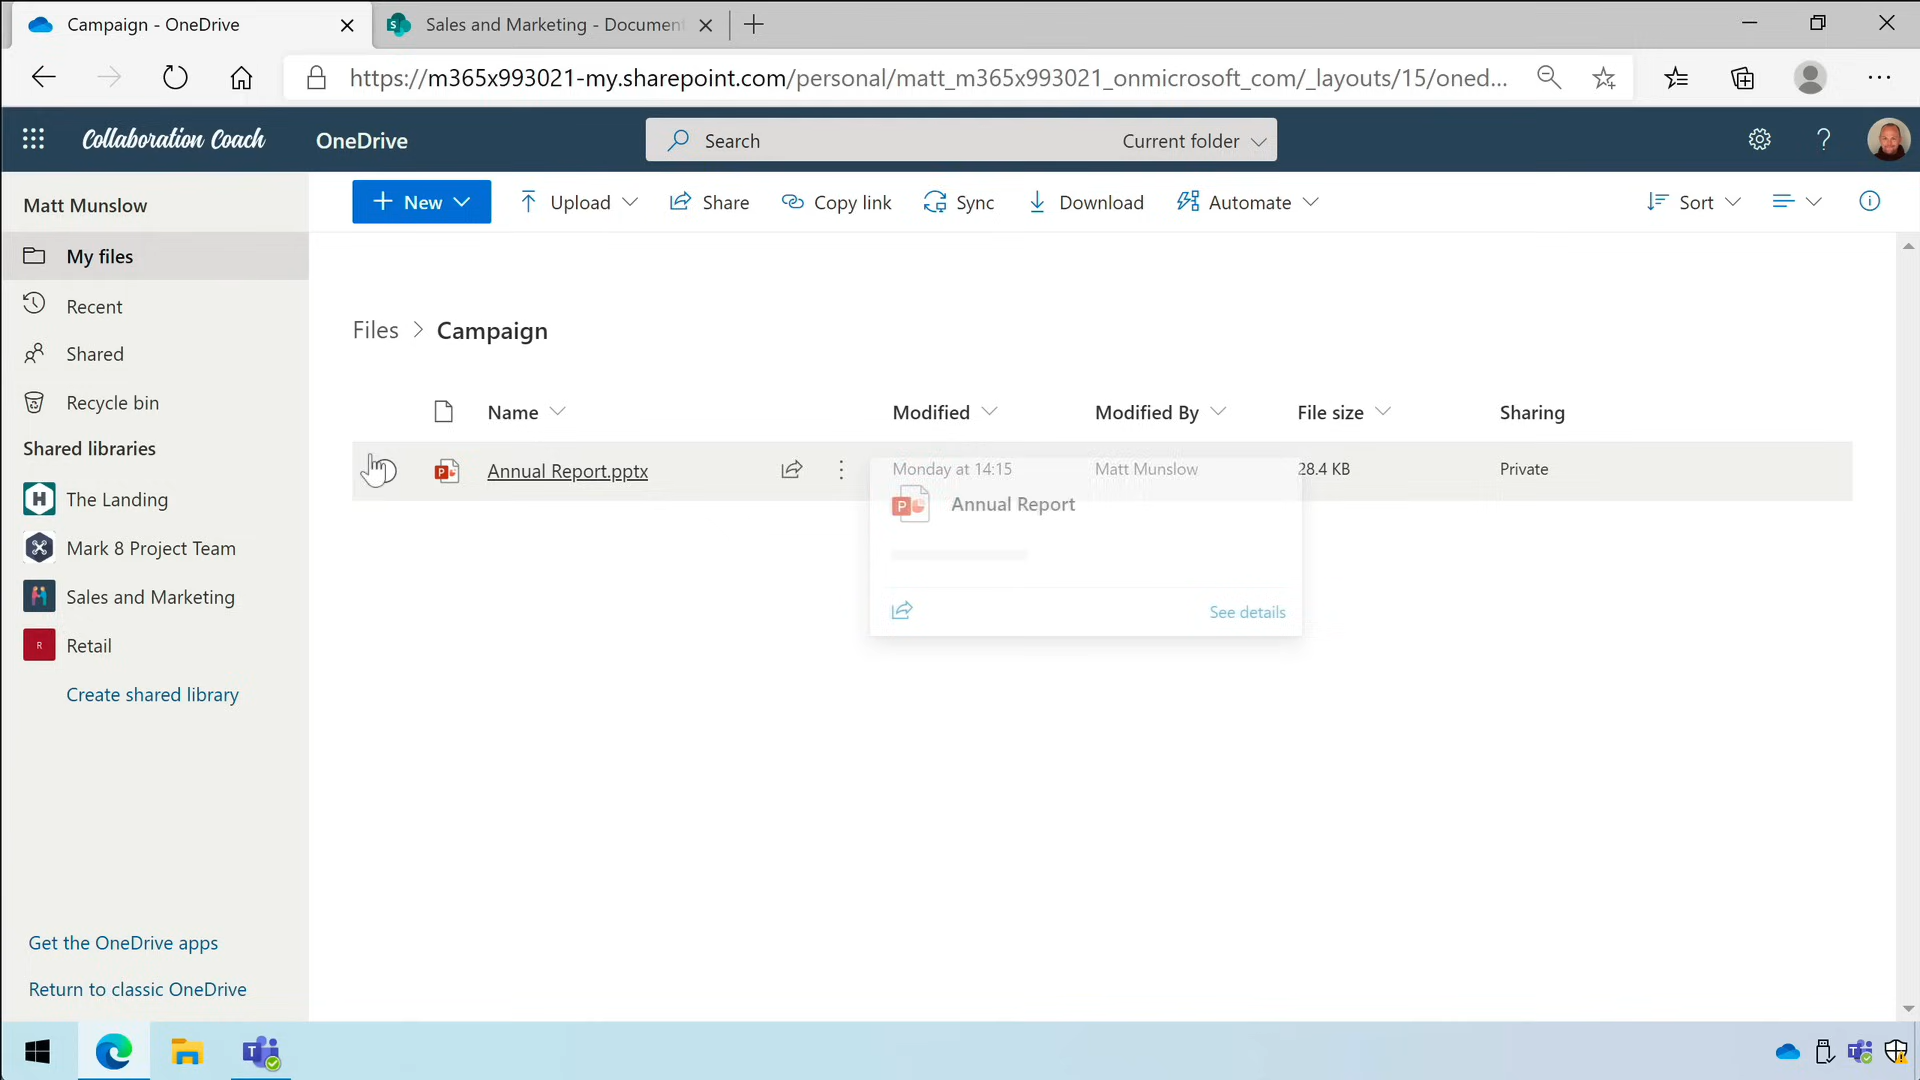 Campaign - OneDrive
Sales and Marketing - Document
https://m365x993021-my.sharepoint.com/personal/matt_m365x993021_onmicrosoft_com/_layouts/15/oned...
Collaboration Coach
OneDrive
Search
Current folder
?
Matt Munslow
New
Upload
Share
Copy link
Sync
Download
Automate
Sort
My files
Recent
Shared
Recycle bin
Shared libraries
The Landing
Mark 8 Project Team
Sales and Marketing
R Retail
Create shared library
Get the OneDrive apps
Return to classic OneDrive
Files > Campaign
Name Modified Modified By File size Sharing
Annual Report.pptx Monday at 14:15 Matt Munslow 28.4 KB Private
Annual Report
See details